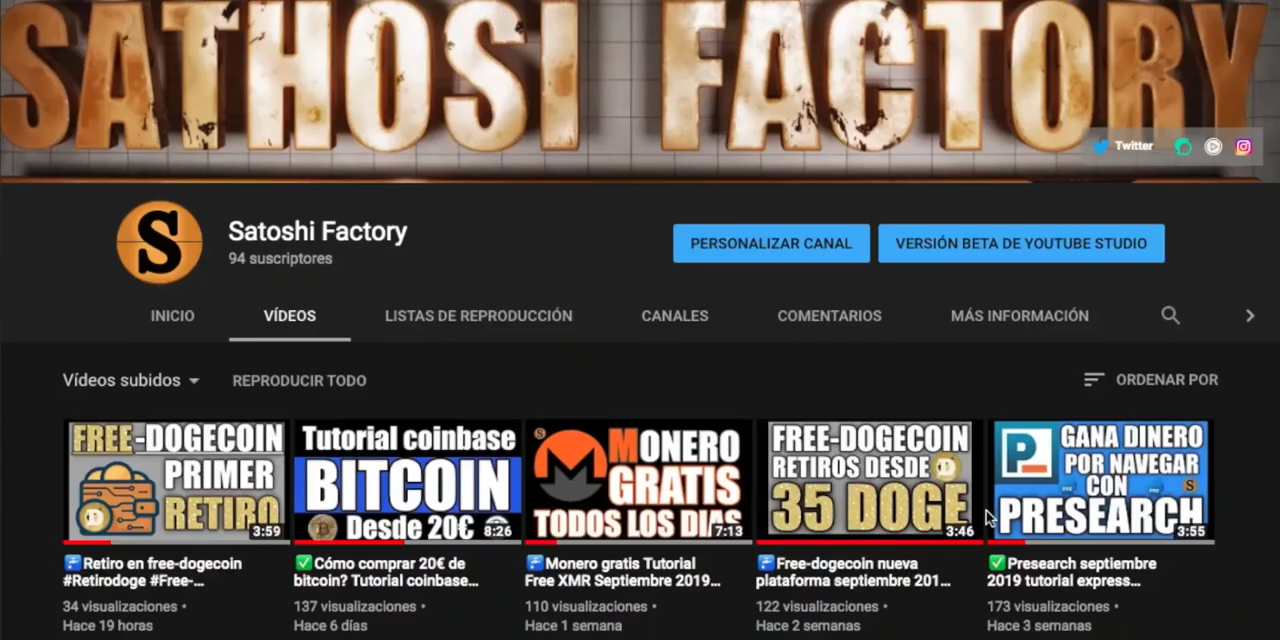 SATHOSI FACTORY
Twitter
S
Satoshi Factory
94 suscriptores
PERSONALIZAR CANAL
VERSIÓN BETA DE YOUTUBE STUDIO
INICIO
VÍDEOS
LISTAS DE REPRODUCCIÓN
CANALES
COMENTARIOS
MÁS INFORMACIÓN
Vídeos subidos
REPRODUCIR TODO
ORDENAR POR
FREE-DOGECOIN
PRIMER
RETIRO
3:59
Retiro en free-dogecoin
#Retirodoge #Free-...
34 visualizaciones •
Hace 19 horas
Tutorial coinbase
BITCOIN
Desde 20€
8:26
Cómo comprar 20€ de
bitcoin? Tutorial coinbase...
137 visualizaciones •
Hace 6 días
MONERO
GRATIS
TODOS LOS DIAS
7:13
Monero gratis Tutorial
Free XMR Septiembre 2019...
110 visualizaciones •
Hace 1 semana
FREE-DOGECOIN
RETIROS DESDE
35 DOGE
3:46
Free-dogecoin nueva
plataforma septiembre 201...
122 visualizaciones •
Hace 2 semanas
P
GANA DINERO
POR NAVEGAR
CON
PRESEARCH
3:55
Presearch septiembre
2019 tutorial express...
173 visualizaciones •
Hace 3 semanas